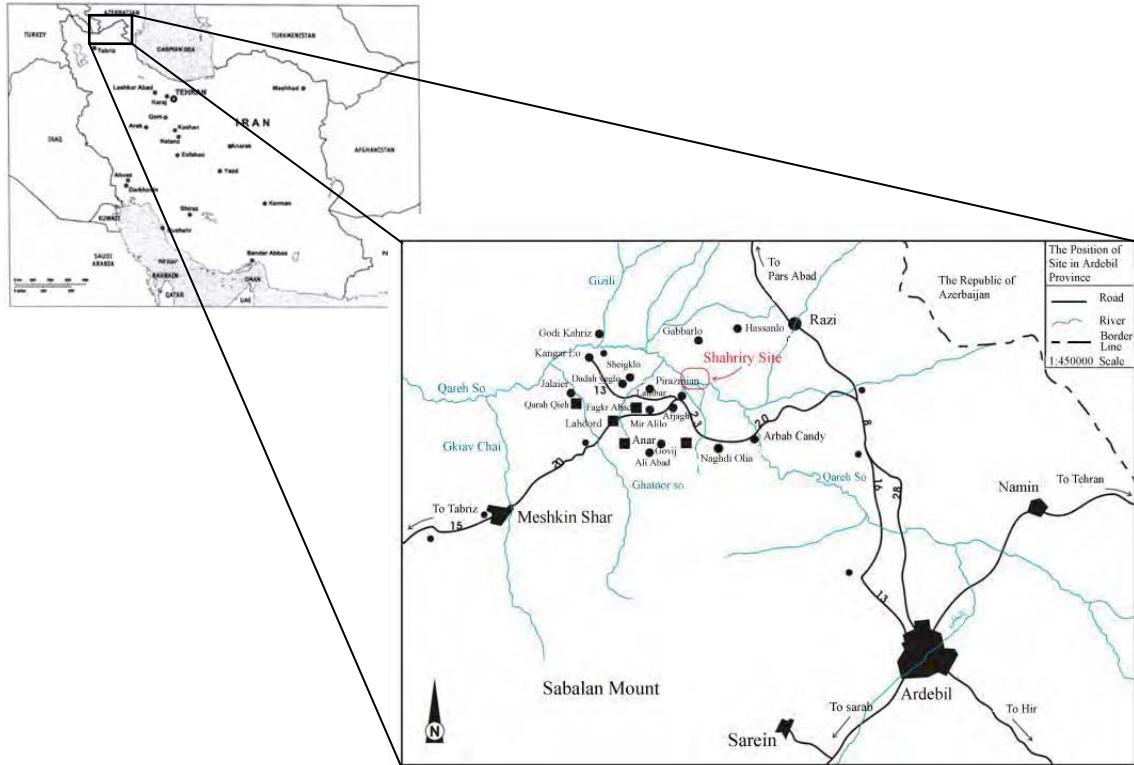 AZERBAIJAN
TURKEY
TURKMENISTAN
CASPIAN SEA
Tabriz
Lashkar Abad
TEHRAN
Mashhad
Karaj
Qom
IRAN
Arak
Kashan
Natanz
Anarak
IRAQ
Esfahan
AFGHANISTAN
Yazd
Ahvaz
Darkhovin
Kerman
Shiraz
KUWAIT
Bushehr
SAUDI
ARABIA
Bandar Abbas
BAHRAIN
OMAN
QATAR
UAE
The Position of
Site in Ardebil
Province
Road
River
Border
Line
1:450000 Scale
To
Pars Abad
The Republic of
Azerbaijan
Gizili
Razi
Hassanlo
Gabbarlo
Godi Kahriz
Kangar Lo
Sheigklo
Shahriry Site
Qareh So
Jalaier
13
Pirazmian
Qarah Qieh
Fagkr Abad
Arjagh
Mir Alilo
Lahdord
23
20
8
Arbab Candy
Anar
Govij
Ali Abad
Naghdi Olia
Gkiav Chai
20
Qareh So
16
28
Namin
To Tehran
To Tabriz
15
Meshkin Shar
13
Sabalan Mount
Ardebil
To sarab
To Hir
Sarein
N